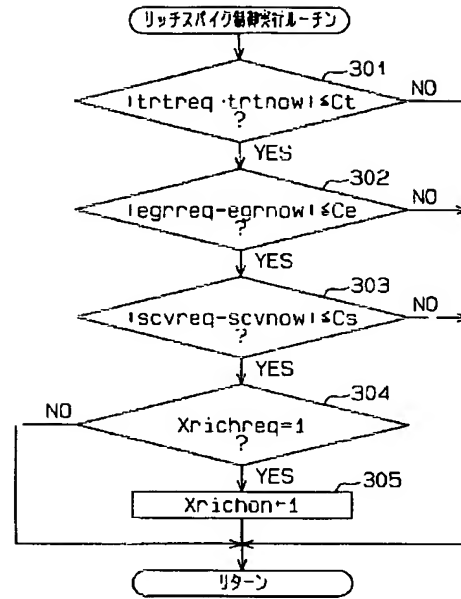 リッチスパイク制御実行ルーチン
301
|trtreq-trtnow|≦Ct
?
NO
YES
302
|egrreq-egrnow|≦Ce
?
NO
YES
303
|scvreq-scvnow|≦Cs
?
NO
YES
304
NO
Xrichreq=1
?
YES
305
Xrichon←1
リターン